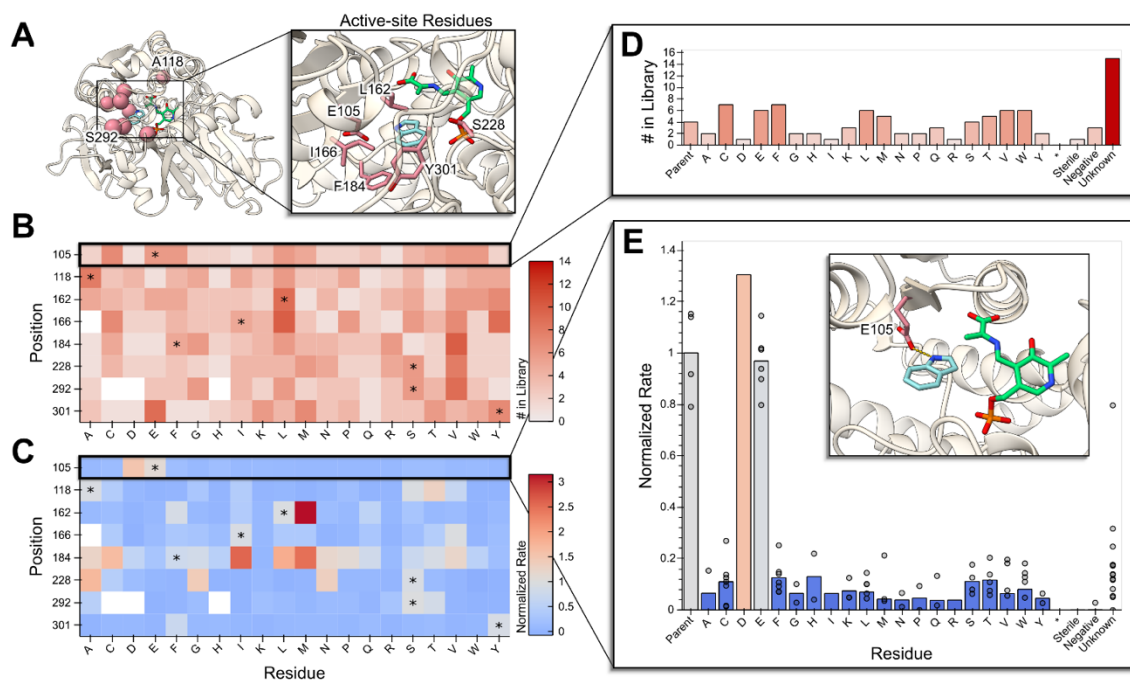 A
A118
S292
Active-site Residues
L162
E105
S228
I166
F184
Y301
D
# in Library
16
14
12
10
8
6
4
2
0
Parent A C D E F G H I K L M N P Q R S T V W Y * Sterile Negative Unknown
B
Position
105 *
118 *
162 *
166 *
184 *
228 *
292 *
301 *
A C D E F G H I K L M N P Q R S T V W Y
14
12
10
8
6
4
2
0
# in Library
C
Position
105 *
118 *
162 *
166 *
184 *
228 *
292 *
301 *
A C D E F G H I K L M N P Q R S T V W Y
Residue
3
2.5
2
1.5
1
0.5
0
Normalized Rate
E
Normalized Rate
1.4
1.2
1
0.8
0.6
0.4
0.2
0
E105
Parent A C D E F G H I K L M N P Q R S T V W Y * Sterile Negative Unknown
Residue